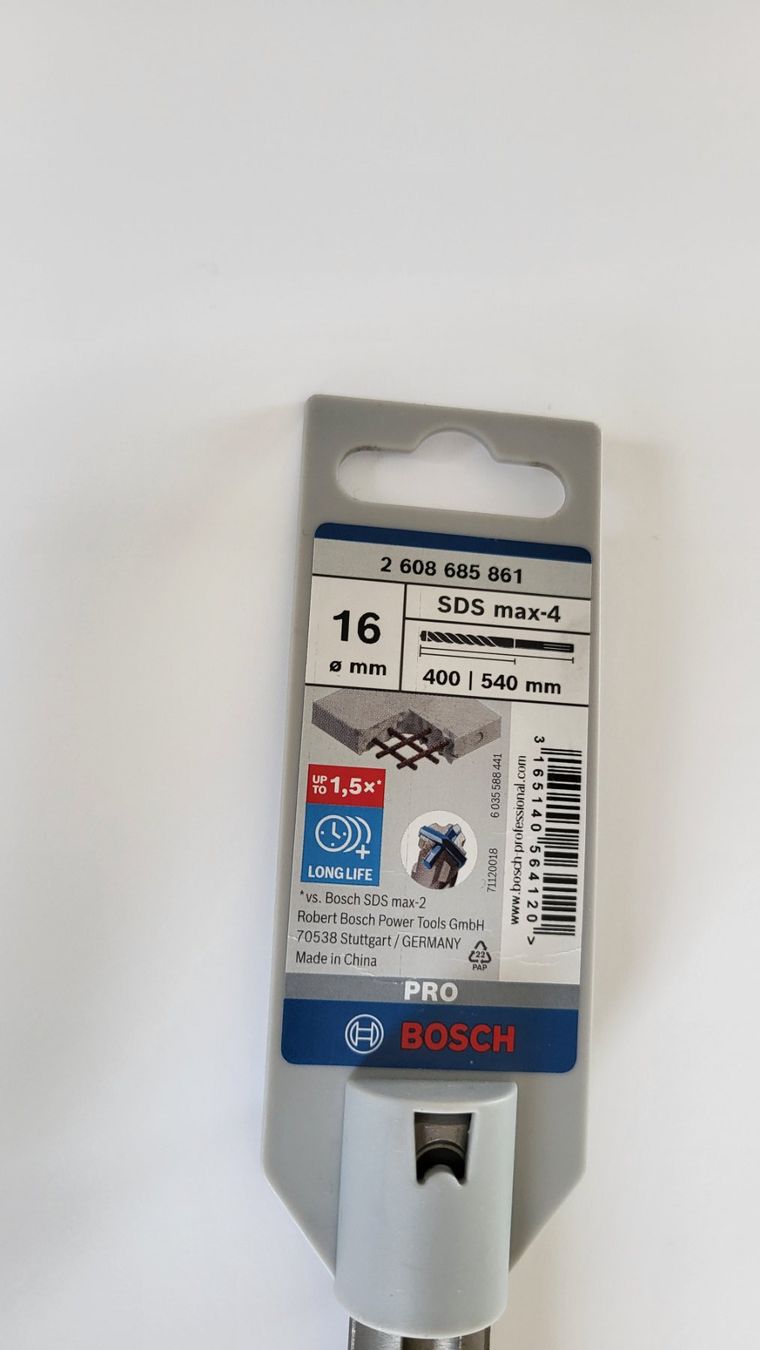 2 608 685 861
16
ø mm
SDS max-4
400 | 540 mm
UP TO 1,5x*
LONG LIFE
6 035 588 441
71120018
3 165140 564120 >
www.bosch-professional.com
*vs. Bosch SDS max-2
Robert Bosch Power Tools GmbH
70538 Stuttgart / GERMANY
Made in China
22
PAP
PRO
BOSCH